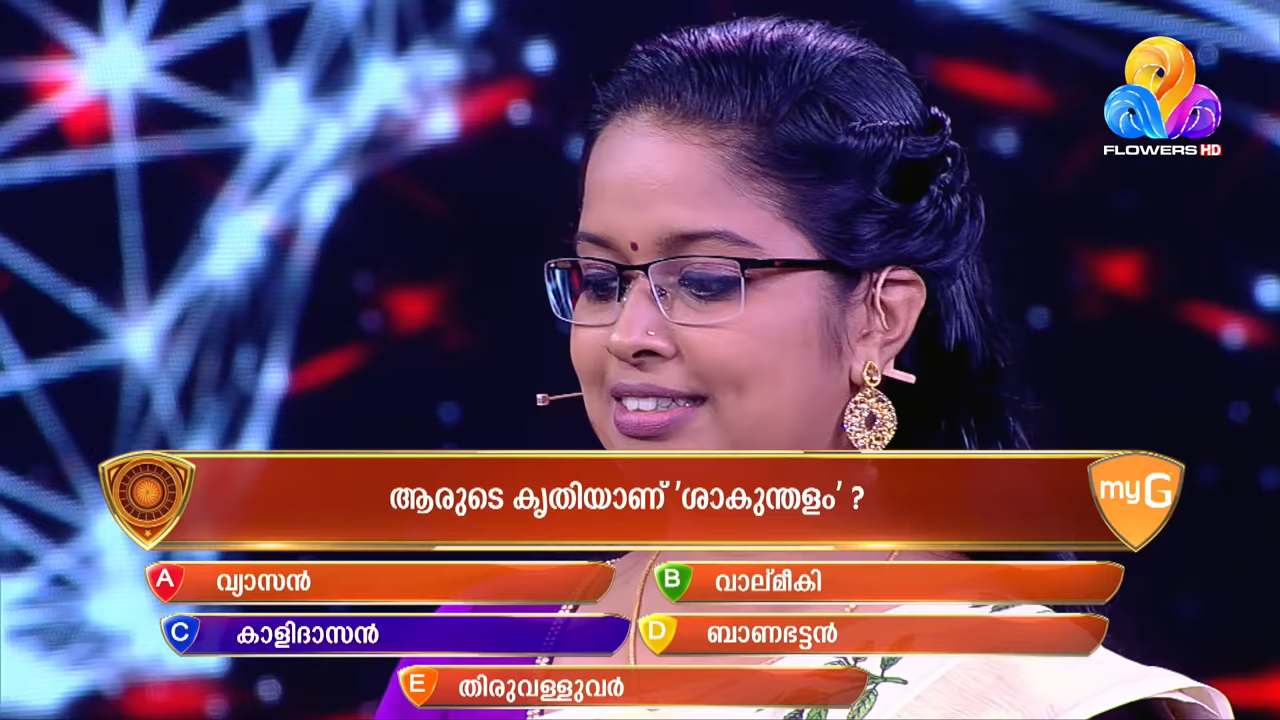 FLOWERS HD
ആരുടെ കൃതിയാണ് 'ശാകുന്തളം' ?
myG
A വ്യാസൻ
B വാല്മീകി
C കാളിദാസൻ
D ബാണഭട്ടൻ
E തിരുവള്ളുവർ